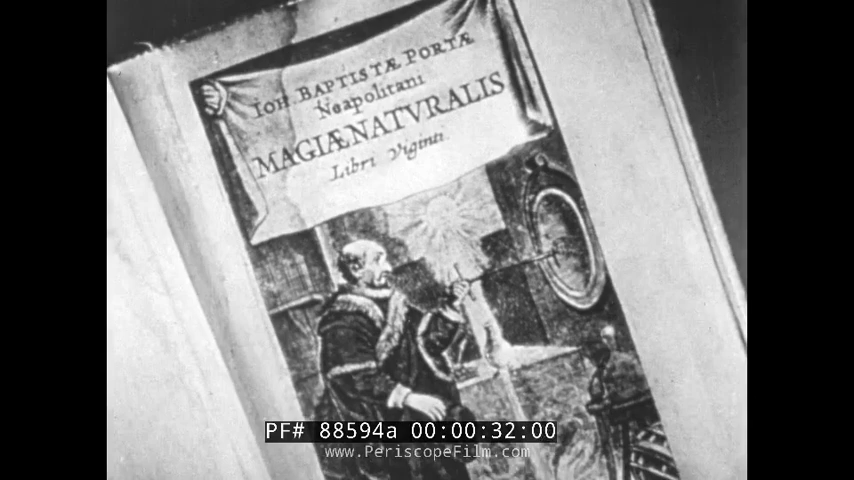 IOH. BAPTISTÆ PORTÆ
Neapolitani
MAGIÆ NATVRALIS
Libri Viginti.
PF# 88594a 00:00:32:00
www.PeriscopeFilm.com